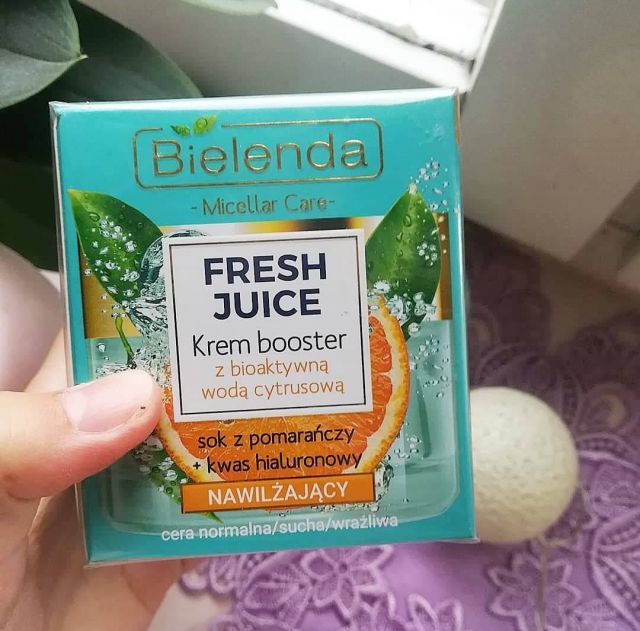 Bielenda
- Micellar Care -
FRESH
JUICE
Krem booster
z bioaktywną
wodą cytrusową
sok z pomarańczy
+ kwas hialuronowy
NAWILŻAJĄCY
cera normalna/sucha/wrażliwa